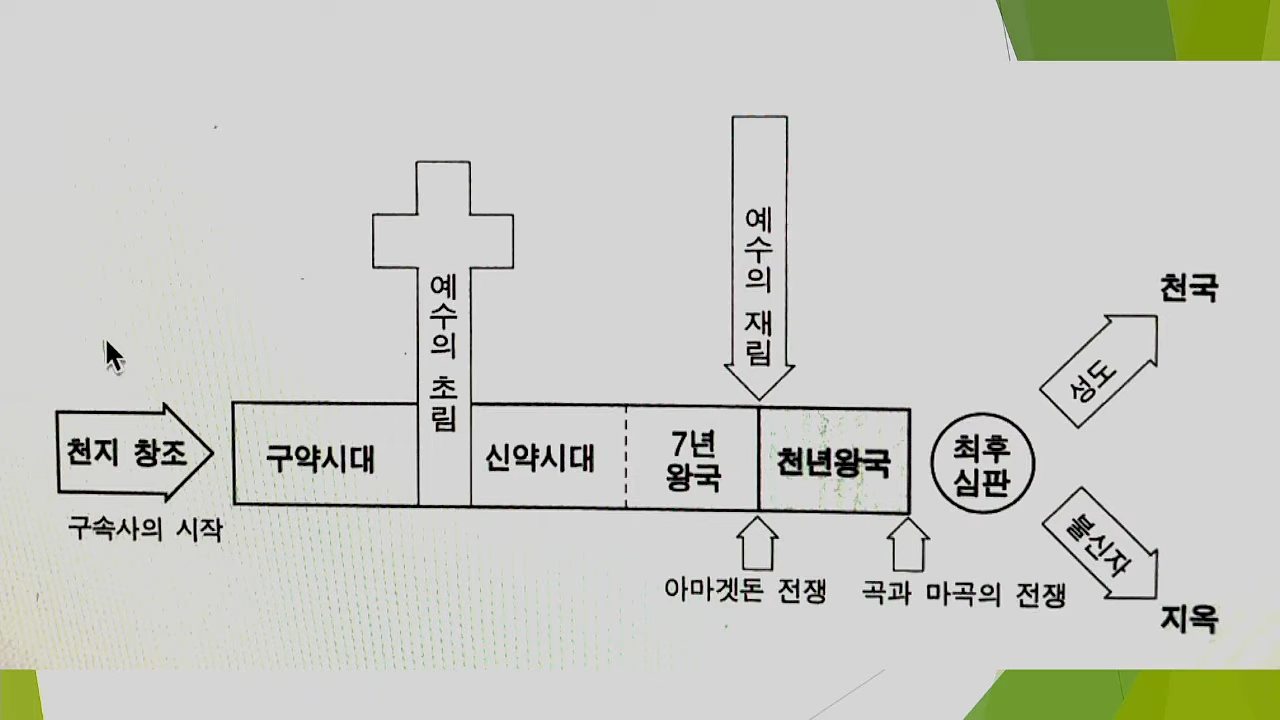 예수의 초림
예수의 재림
천국
성도
천지 창조
구약시대
신약시대
7년
왕국
천년왕국
최후
심판
구속사의 시작
불신자
아마겟돈 전쟁
곡과 마곡의 전쟁
지옥